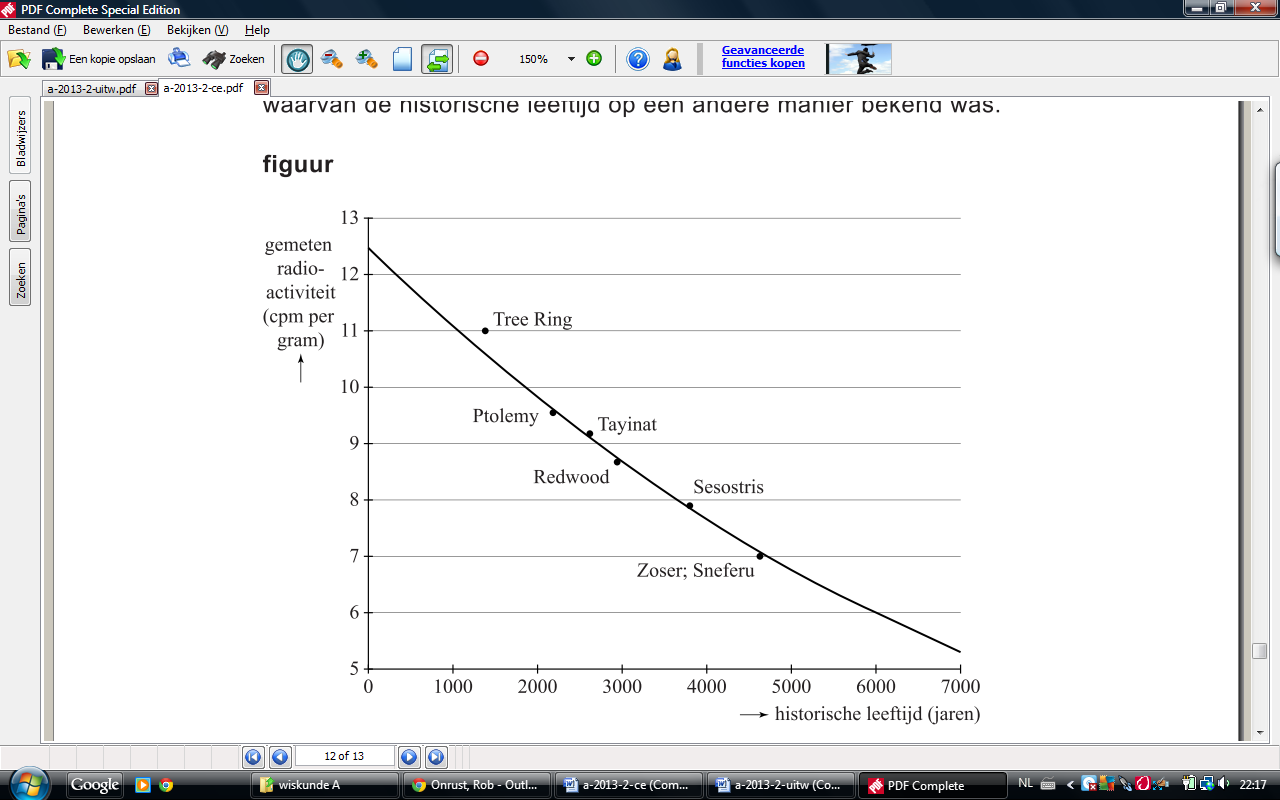 PDF Complete Special Edition
Bestand (F) Bewerken (E) Bekijken (V) Help
Een kopie opslaan Zoeken 150% Geavanceerde
functies kopen
a-2013-2-uitw.pdf a-2013-2-ce.pdf
Bladwijzers
Pagina's
Zoeken
waarvan de historische leeftijd op een andere manier bekend was.
figuur
gemeten
radio-
activiteit
(cpm per
gram)
13
12
11
10
9
8
7
6
5
Tree Ring
Ptolemy
Tayinat
Redwood
Sesostris
Zoser; Sneferu
0 1000 2000 3000 4000 5000 6000 7000
historische leeftijd (jaren)
12 of 13
Google
wiskunde A
Onrust, Rob - Outl...
a-2013-2-ce (Com...
a-2013-2-uitw (Co...
PDF Complete
NL
22:17